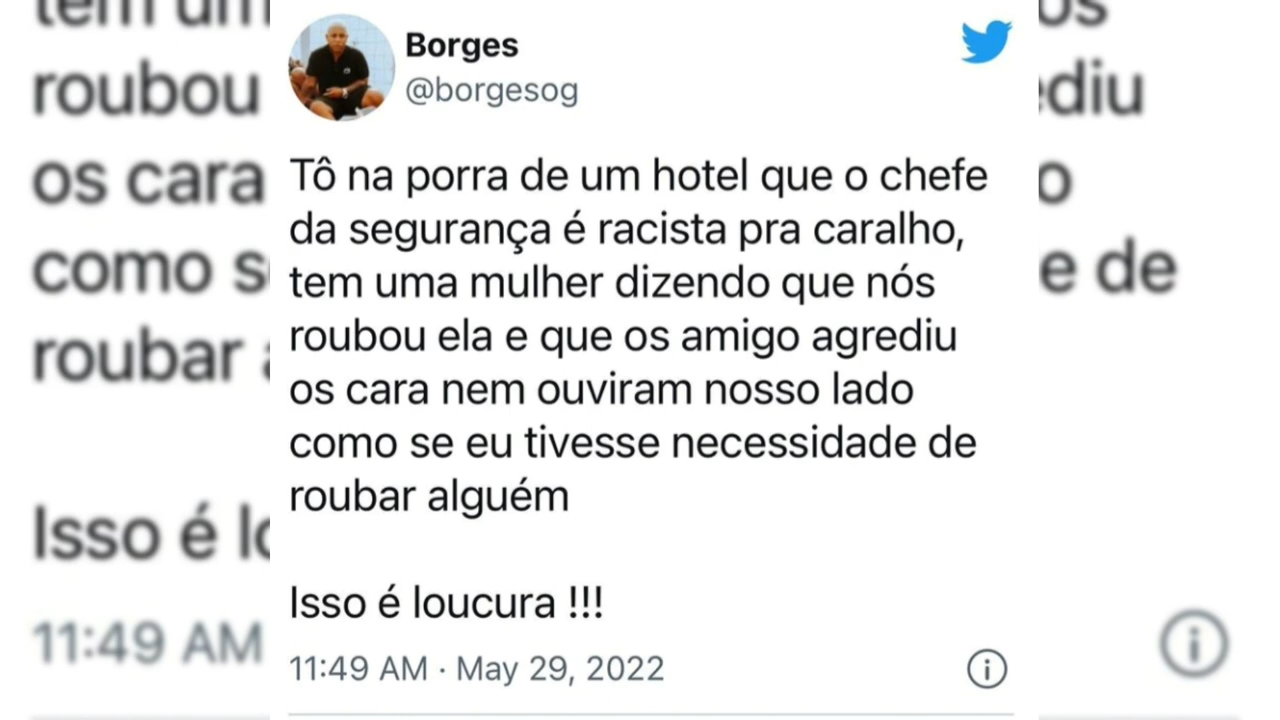 Borges
@borgesog
Tô na porra de um hotel que o chefe
da segurança é racista pra caralho,
tem uma mulher dizendo que nós
roubou ela e que os amigo agrediu
os cara nem ouviram nosso lado
como se eu tivesse necessidade de
roubar alguém
Isso é loucura !!!
11:49 AM · May 29, 2022